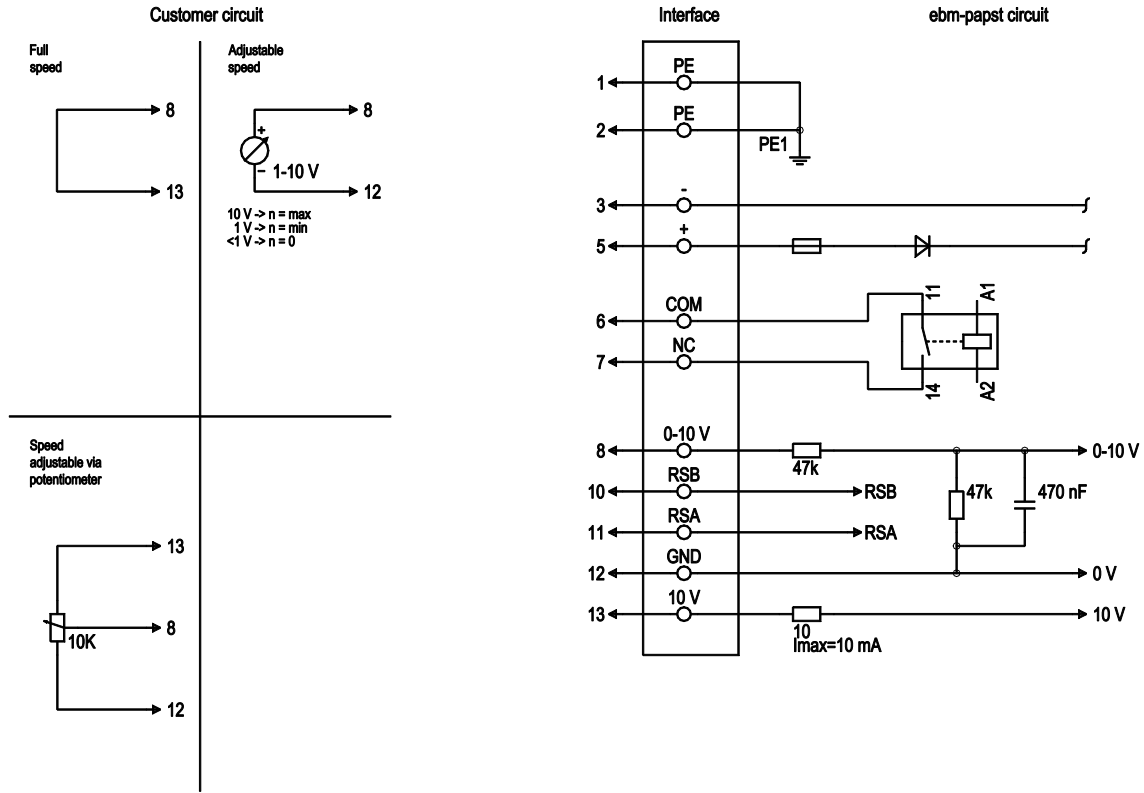 Customer circuit
Interface
ebm-papst circuit
Full
speed
8
13
Adjustable
speed
8
+
–
1-10 V
12
10 V -> n = max
1 V -> n = min
<1 V -> n = 0
Speed
adjustable via
potentiometer
13
8
10K
12
1
PE
2
PE
PE1
3
-
5
+
6
COM
7
NC
11
A1
14
A2
8
0-10 V
47k
0-10 V
10
RSB
RSB
47k
470 nF
11
RSA
RSA
12
GND
0 V
13
10 V
10
Imax=10 mA
10 V